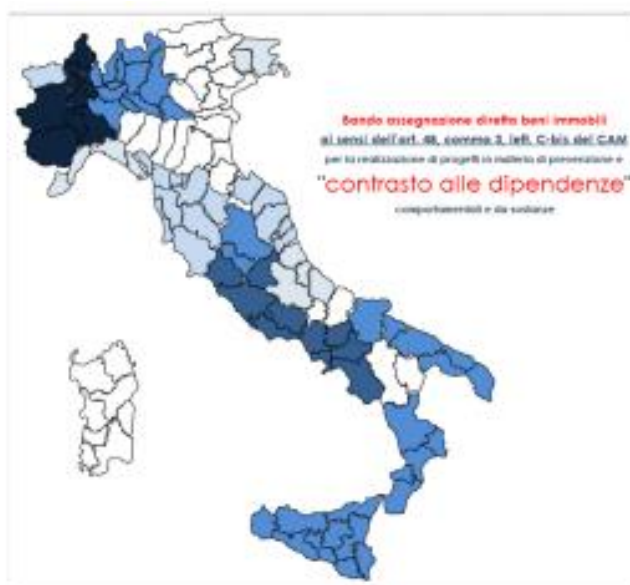 Bando assegnazione diretta beni immobili
ai sensi dell'art. 48, comma 3, lett. C-bis del CAM
per la realizzazione di progetti in materia di prevenzione e
"contrasto alle dipendenze"
comportamentali e da sostanze